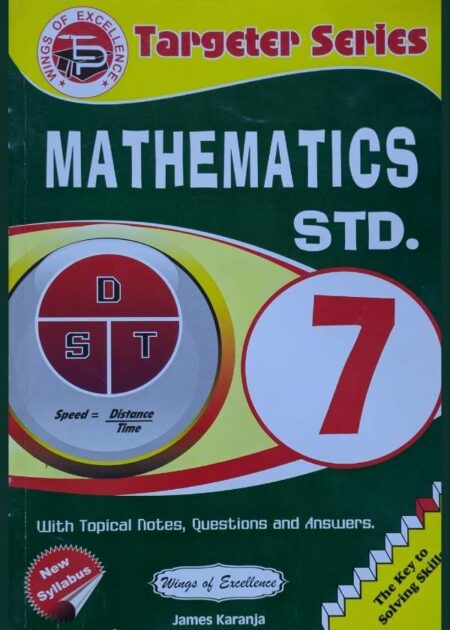 WINGS OF EXCELLENCE
Targeter Series
MATHEMATICS
STD.
7
D
S T
Speed = Distance
Time
With Topical Notes, Questions and Answers.
New
Syllabus
Wings of Excellence
The Key to
Solving Skills
James Karanja